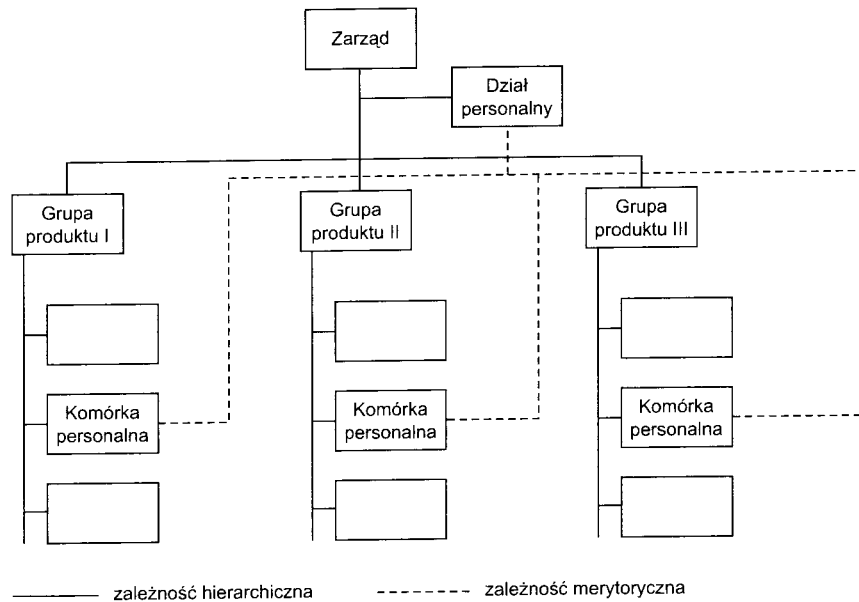 Zarząd
Dział
personalny
Grupa
produktu I
Grupa
produktu II
Grupa
produktu III
Komórka
personalna
Komórka
personalna
Komórka
personalna
zależność hierarchiczna
zależność merytoryczna